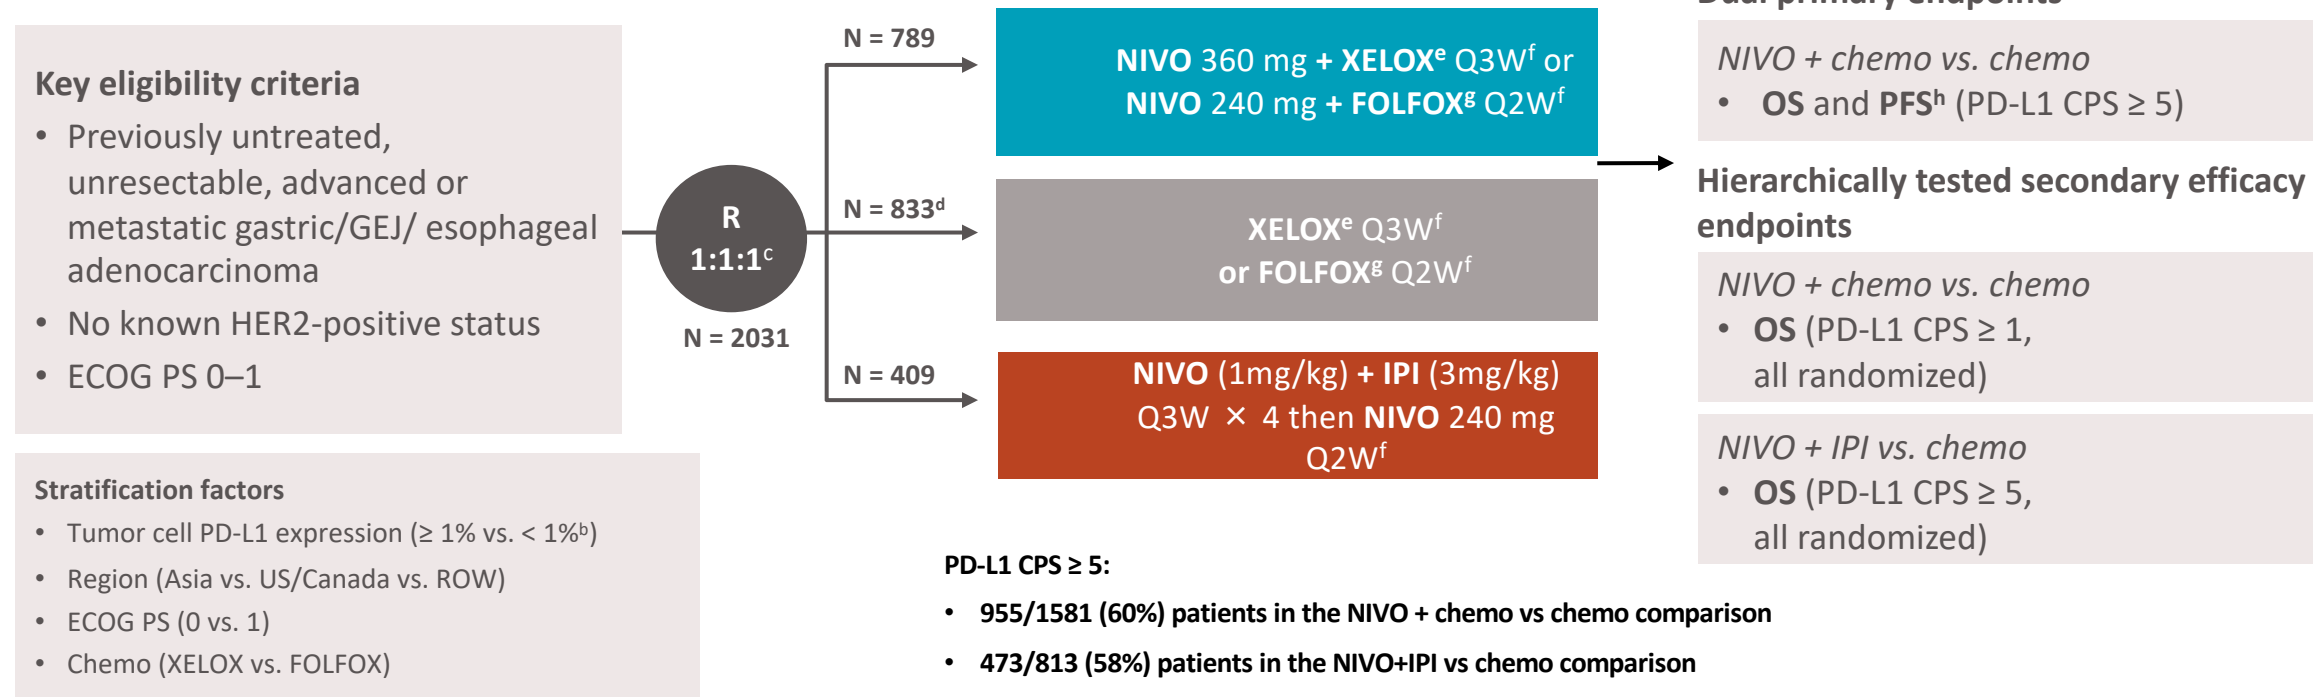 Key eligibility criteria
• Previously untreated,
unresectable, advanced or
metastatic gastric/GEJ/ esophageal
adenocarcinoma
• No known HER2-positive status
• ECOG PS 0–1
Stratification factors
• Tumor cell PD-L1 expression (≥ 1% vs. < 1%ᵇ)
• Region (Asia vs. US/Canada vs. ROW)
• ECOG PS (0 vs. 1)
• Chemo (XELOX vs. FOLFOX)
R
1:1:1ᶜ
N = 2031
N = 789
N = 833ᵈ
N = 409
NIVO 360 mg + XELOXᵉ Q3Wᶠ or
NIVO 240 mg + FOLFOXᵍ Q2Wᶠ
XELOXᵉ Q3Wᶠ
or FOLFOXᵍ Q2Wᶠ
NIVO (1mg/kg) + IPI (3mg/kg)
Q3W × 4 then NIVO 240 mg
Q2Wᶠ
PD-L1 CPS ≥ 5:
• 955/1581 (60%) patients in the NIVO + chemo vs chemo comparison
• 473/813 (58%) patients in the NIVO+IPI vs chemo comparison
Dual primary endpoints
NIVO + chemo vs. chemo
• OS and PFSʰ (PD-L1 CPS ≥ 5)
Hierarchically tested secondary efficacy
endpoints
NIVO + chemo vs. chemo
• OS (PD-L1 CPS ≥ 1,
all randomized)
NIVO + IPI vs. chemo
• OS (PD-L1 CPS ≥ 5,
all randomized)